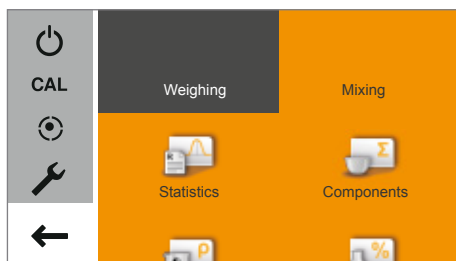 CAL
Weighing
Mixing
Σ
Statistics
Components
ρ
%